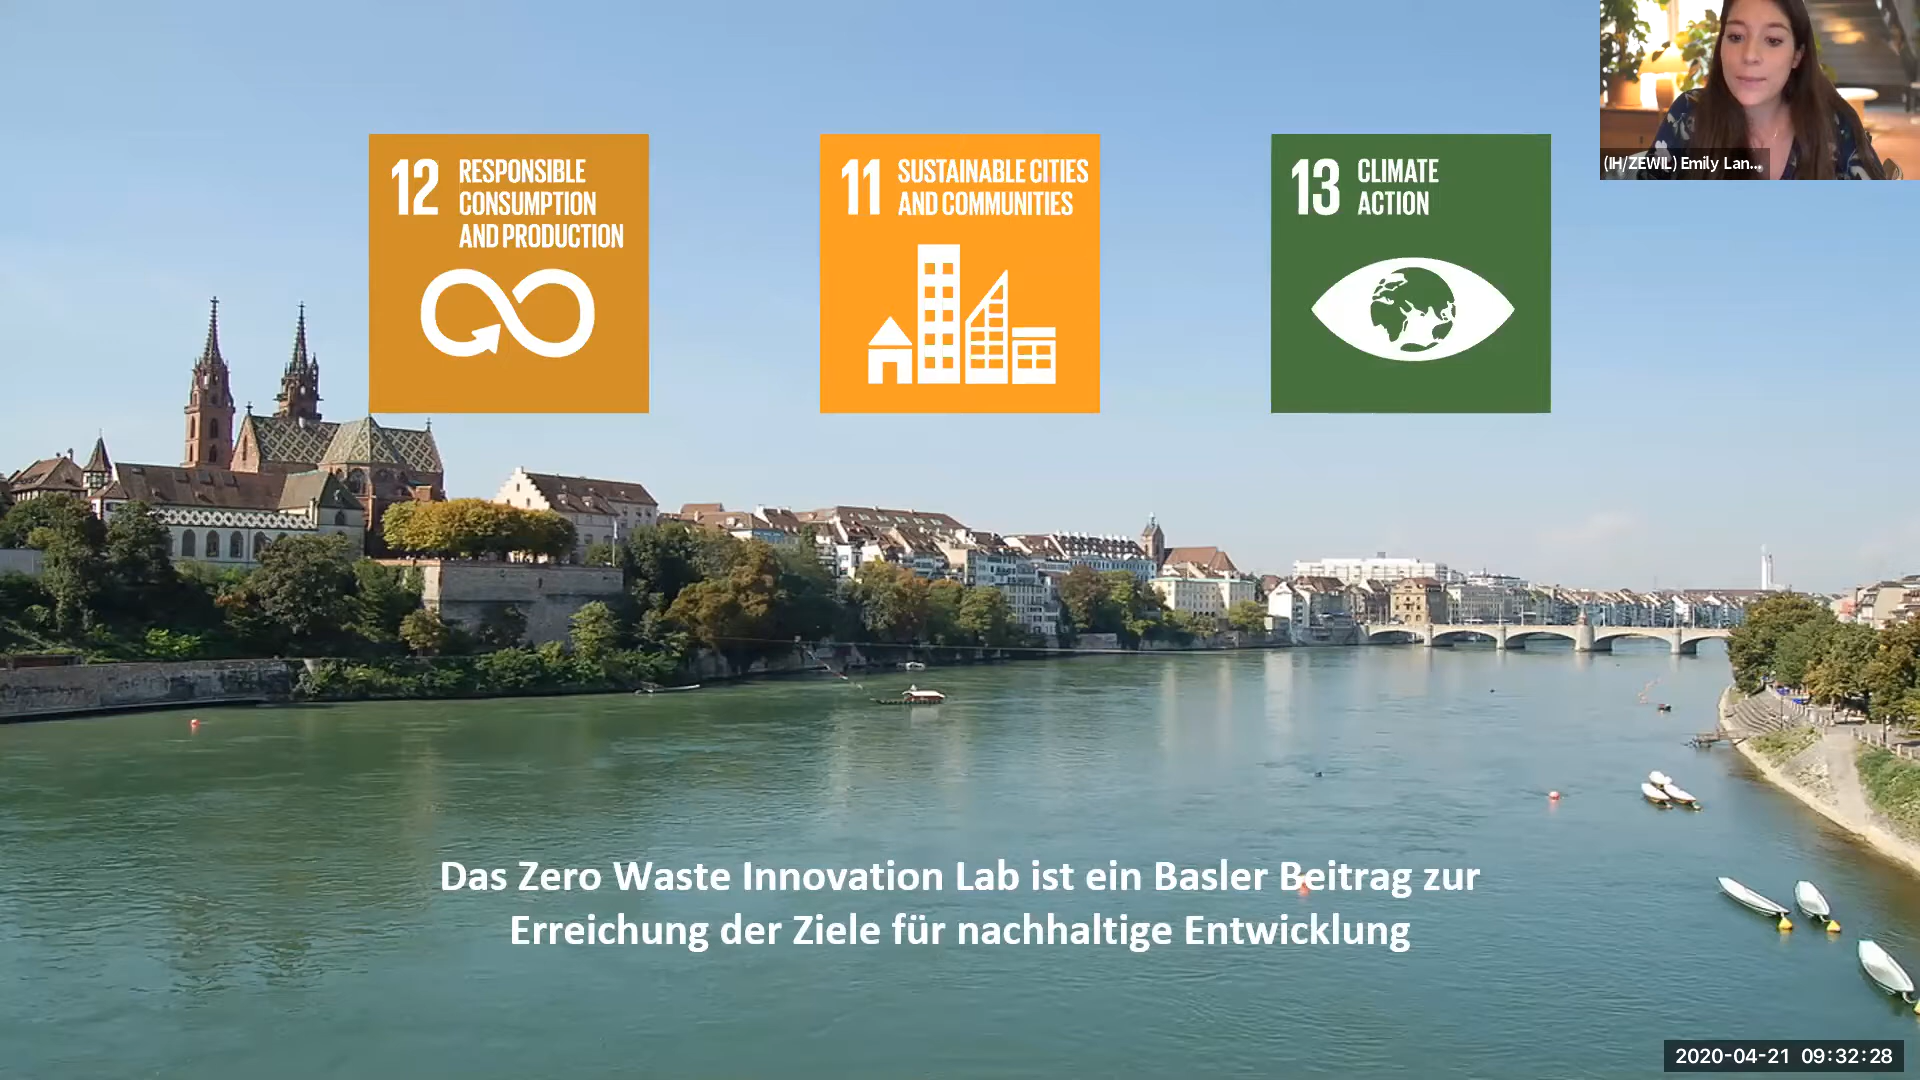 12 RESPONSIBLE
CONSUMPTION
AND PRODUCTION
11 SUSTAINABLE CITIES
AND COMMUNITIES
13 CLIMATE
ACTION
(IH/ZEWIL) Emily Lan...
Das Zero Waste Innovation Lab ist ein Basler Beitrag zur
Erreichung der Ziele für nachhaltige Entwicklung
2020-04-21 09:32:28